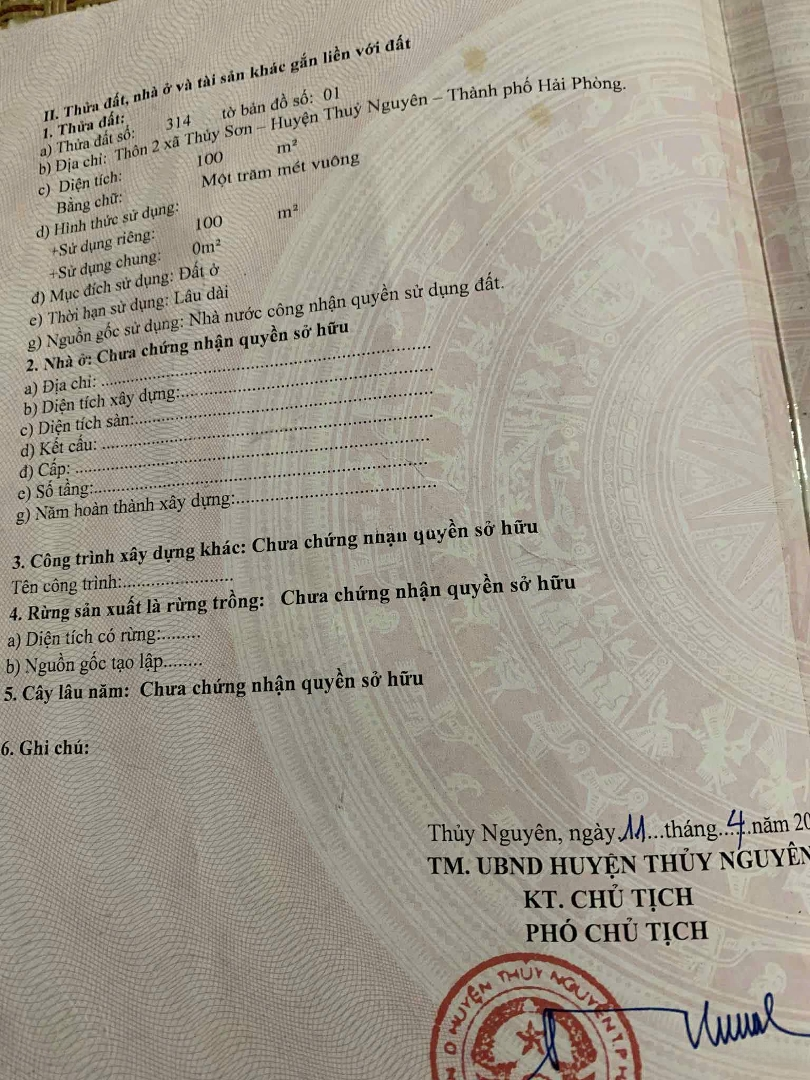 II. Thửa đất, nhà ở và tài sản khác gắn liền với đất
1. Thửa đất:
a) Thửa đất số: 314 tờ bản đồ số: 01
b) Địa chỉ: Thôn 2 xã Thủy Sơn – Huyện Thuỷ Nguyên – Thành phố Hải Phòng.
c) Diện tích: 100 m²
Bằng chữ: Một trăm mét vuông
d) Hình thức sử dụng:
+Sử dụng riêng: 100 m²
+Sử dụng chung: 0m²
đ) Mục đích sử dụng: Đất ở
e) Thời hạn sử dụng: Lâu dài
g) Nguồn gốc sử dụng: Nhà nước công nhận quyền sử dụng đất.
2. Nhà ở: Chưa chứng nhận quyền sở hữu
a) Địa chỉ:
b) Diện tích xây dựng:
c) Diện tích sàn:
d) Kết cấu:
đ) Cấp:
e) Số tầng:
g) Năm hoàn thành xây dựng:
3. Công trình xây dựng khác: Chưa chứng nhận quyền sở hữu
Tên công trình:
4. Rừng sản xuất là rừng trồng: Chưa chứng nhận quyền sở hữu
a) Diện tích có rừng:........
b) Nguồn gốc tạo lập........
5. Cây lâu năm: Chưa chứng nhận quyền sở hữu
6. Ghi chú:
Thủy Nguyên, ngày 11...tháng...4.năm 20
TM. UBND HUYỆN THỦY NGUYÊN
KT. CHỦ TỊCH
PHÓ CHỦ TỊCH
D HUYỆN THUỶ NGUYÊN T.P H